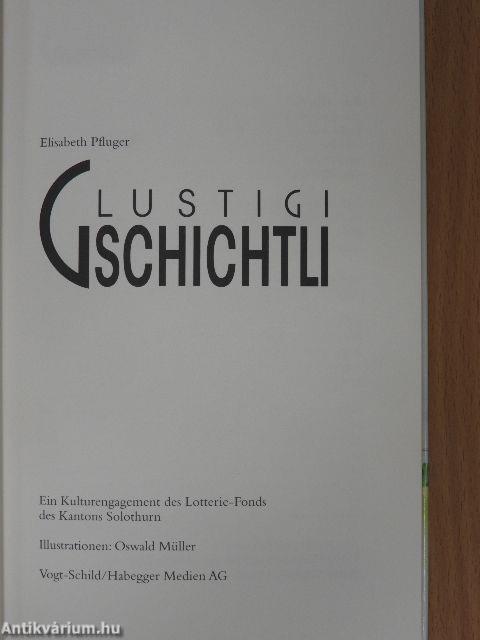 Elisabeth Pfluger
LUSTIGI
GSCHICHTLI
Ein Kulturengagement des Lotterie-Fonds
des Kantons Solothurn
Illustrationen: Oswald Müller
Vogt-Schild/Habegger Medien AG
Antikvárium.hu